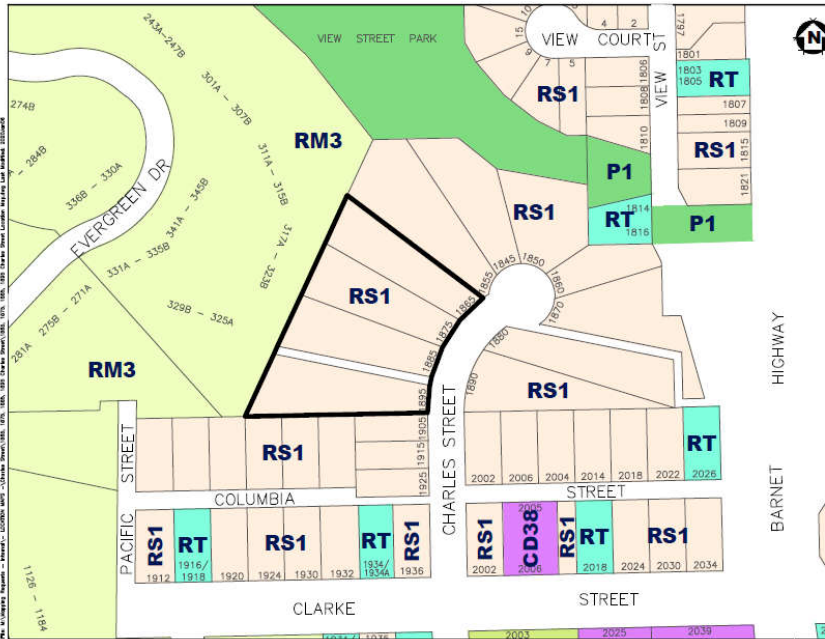 243A-247B
VIEW STREET PARK
15
9
7
5
4
2
VIEW COURT
VIEW ST
1797
1801
1803
1805
RT
N
274B
284B
301A - 307B
RM3
RS1
1806
1808
1810
1807
1809
RS1
1815
1821
336B - 330A
311A - 315B
P1
EVERGREEN DR
341A - 345B
317A - 323B
RS1
RT
1814
1816
P1
331A - 335B
275B - 271A
281A
329B - 325A
RS1
1845
1850
1855
1860
1865
1870
1875
1880
1885
1890
1895
RM3
RS1
HIGHWAY
BARNET
PACIFIC STREET
RS1
1905
1915
1925
CHARLES STREET
2002
2006
2004
2014
2018
2022
RT
2026
COLUMBIA
STREET
RS1
1912
RT
1916/
1918
1920
RS1
1924
1930
1932
RT
1934/
1934A
RS1
1936
RS1
2002
2005
CD38
2006
RS1
RT
2018
2024
RS1
2030
2034
1126 - 1184
CLARKE
STREET
2003
2025
2039